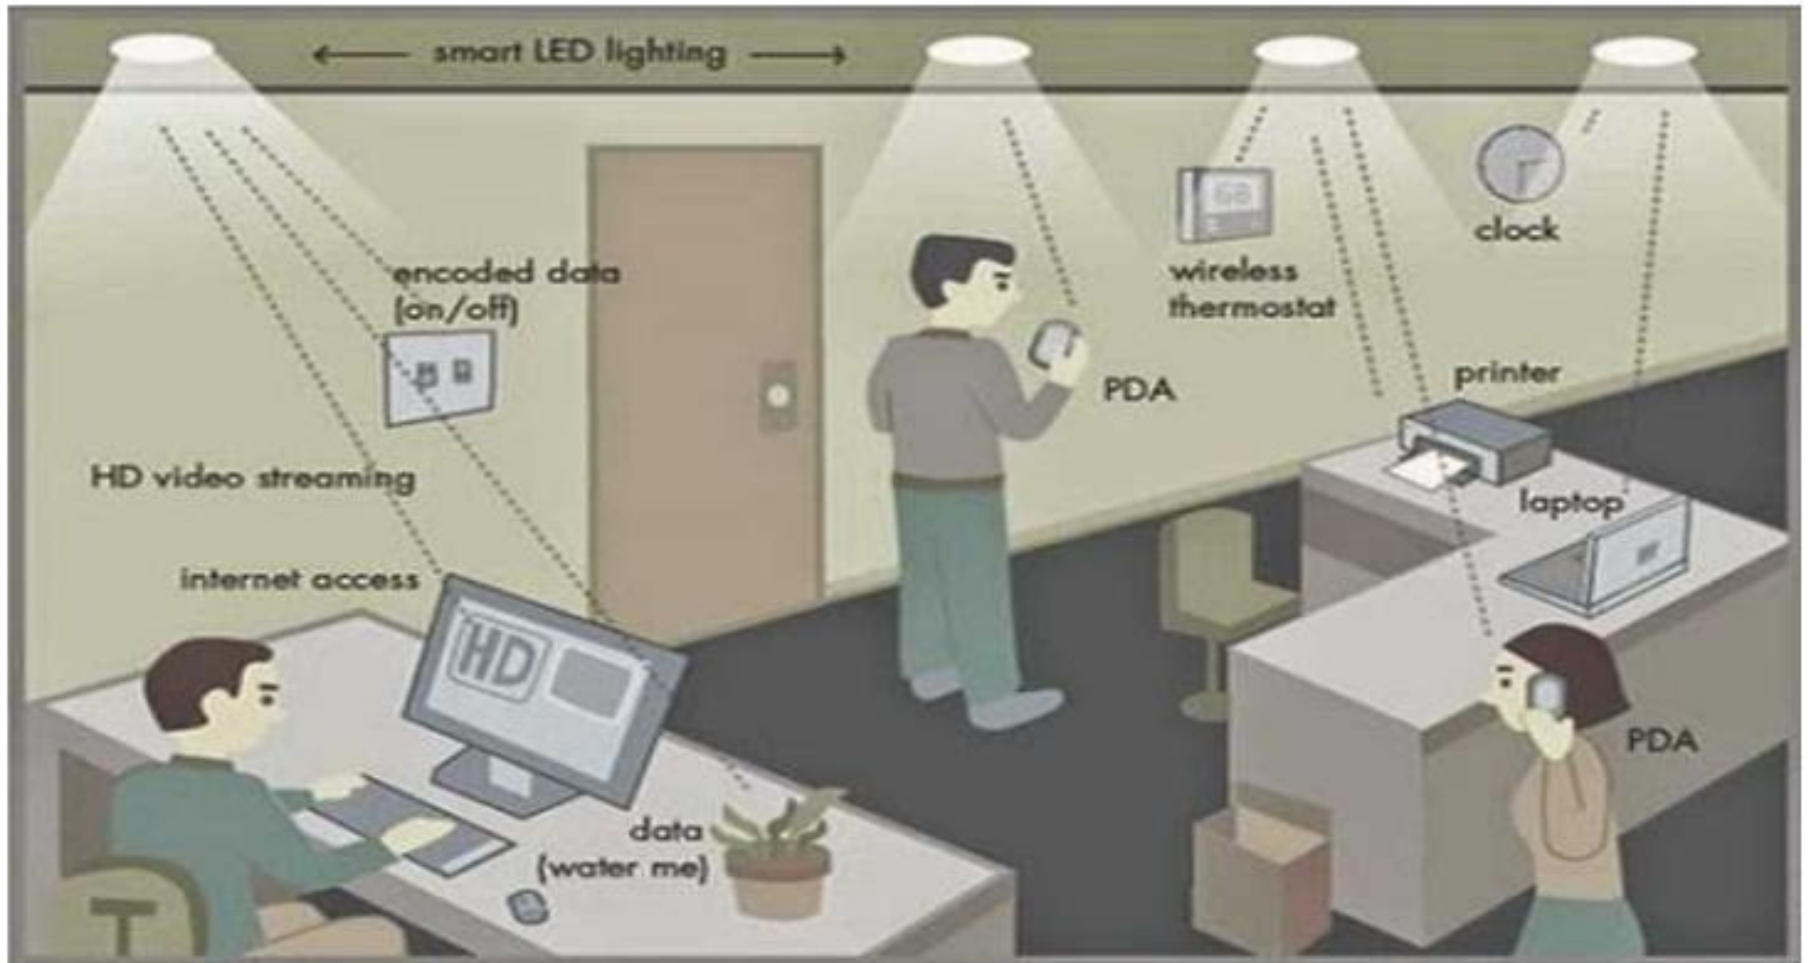 smart LED lighting
68
clock
encoded data
(on/off)
wireless
thermostat
printer
PDA
HD video streaming
laptop
internet access
HD
PDA
data
(water me)